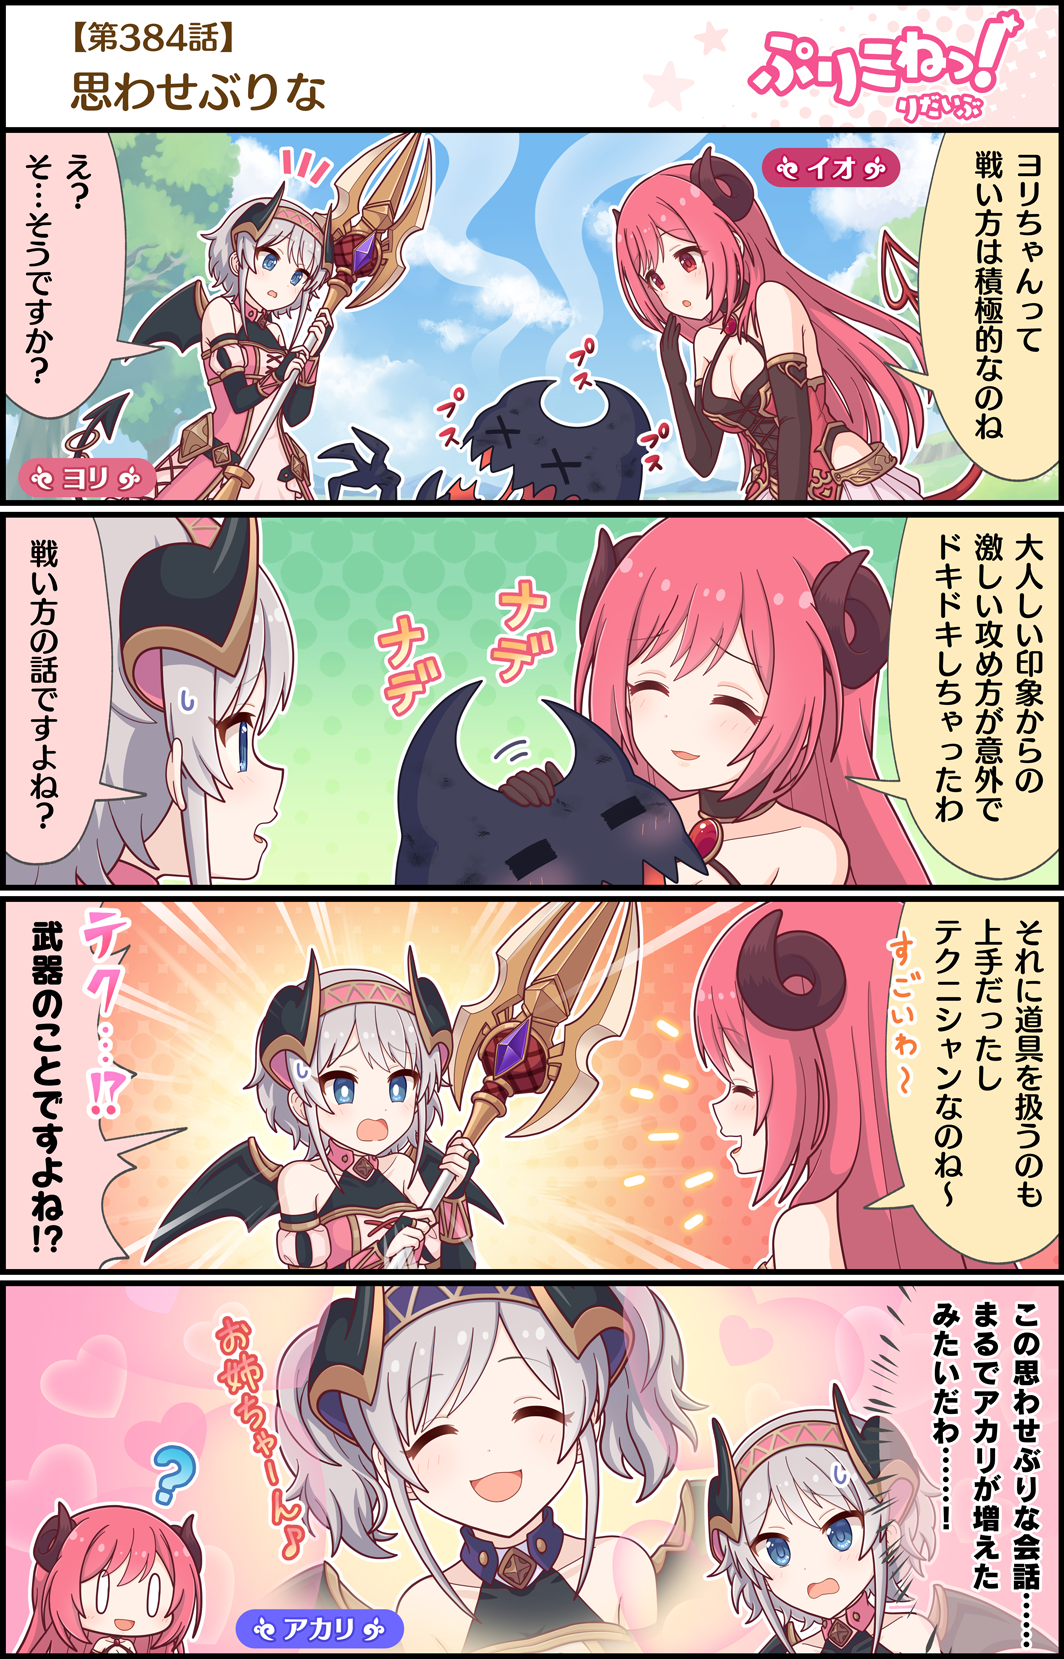 【第384話】
思わせぶりな
ぷりこねっ!
りだいぶ
イオ
ヨリちゃんって
戦い方は積極的なのね
え?
そ…そうですか?
プス
プス
プス
ヨリ
大人しい印象からの
激しい攻め方が意外で
ドキドキしちゃったわ
ナデ
ナデ
戦い方の話ですよね?
それに道具を扱うのも
上手だったし
テクニシャンなのね〜
すごいわ〜
テク…!?
武器のことですよね!?
この思わせぶりな会話……
まるでアカリが増えた
みたいだわ……!
お姉ちゃーん♪
?
アカリ